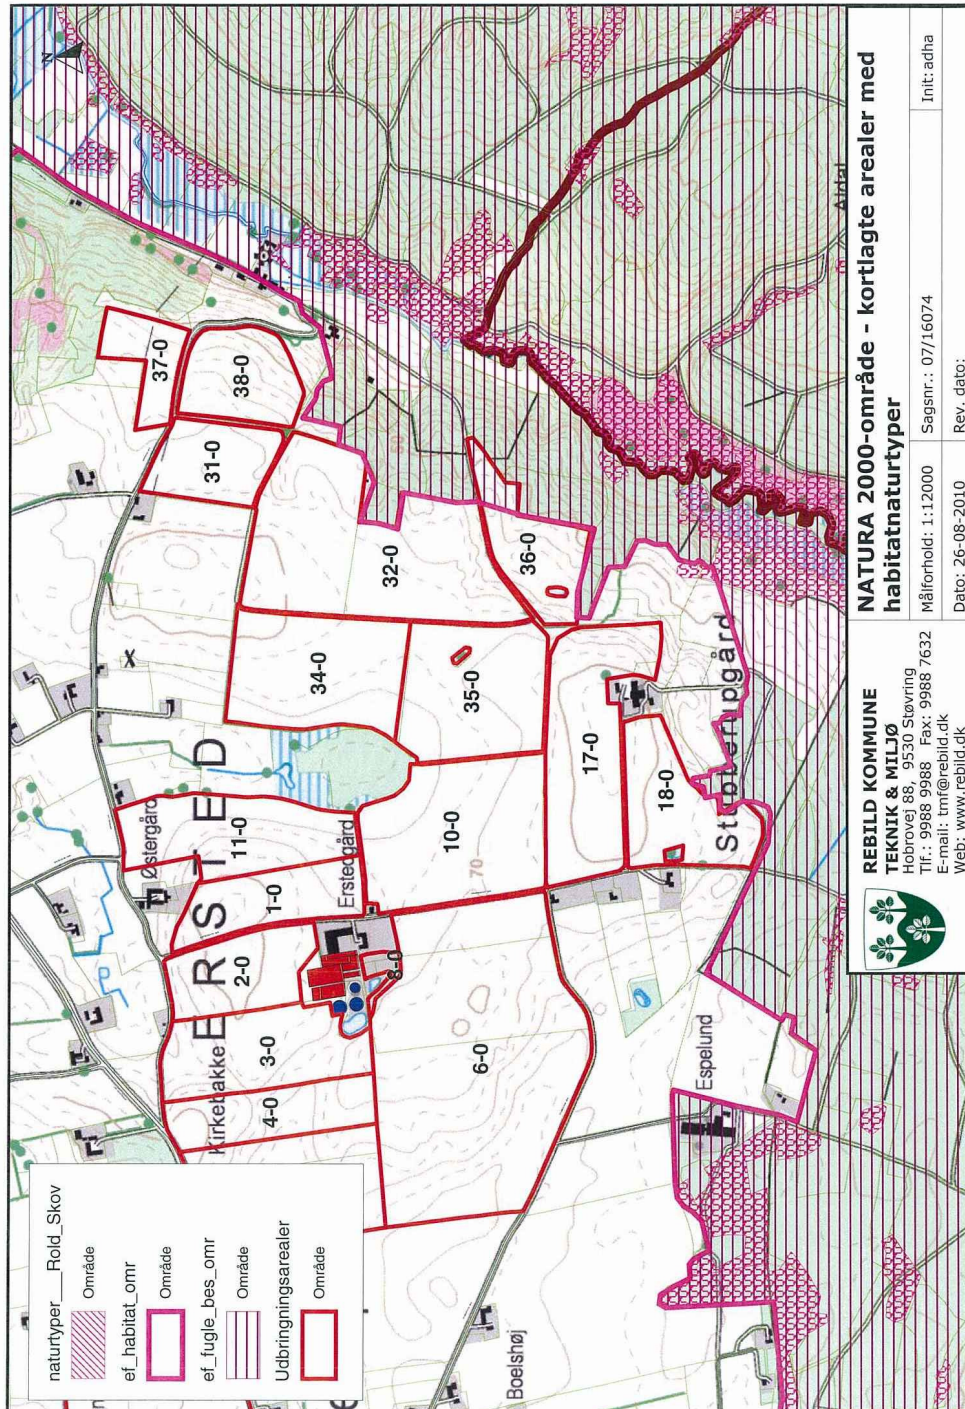 naturtyper___Rold_Skov
Område
ef_habitat_omr
Område
ef_fugle_bes_omr
Område
Udbringningsarealer
Område
N
37-0
38-0
31-0
32-0
36-0
34-0
35-0
17-0
18-0
11-0
10-0
1-0
2-0
3-0
4-0
8-0
6-0
70
ERSTED
Østergård
Erstedgård
Kirkebakke
Stubberupgård
Espelund
Boelshøj
REBILD KOMMUNE
TEKNIK & MILJØ
Hobrovej 88, 9530 Støvring
Tlf.: 9988 9988 Fax: 9988 7632
E-mail: tmf@rebild.dk
Web: www.rebild.dk
NATURA 2000-område - kortlagte arealer med
habitatnaturtyper
Målforhold: 1:12000
Sagsnr.: 07/16074
Init: adha
Dato: 26-08-2010
Rev. dato: